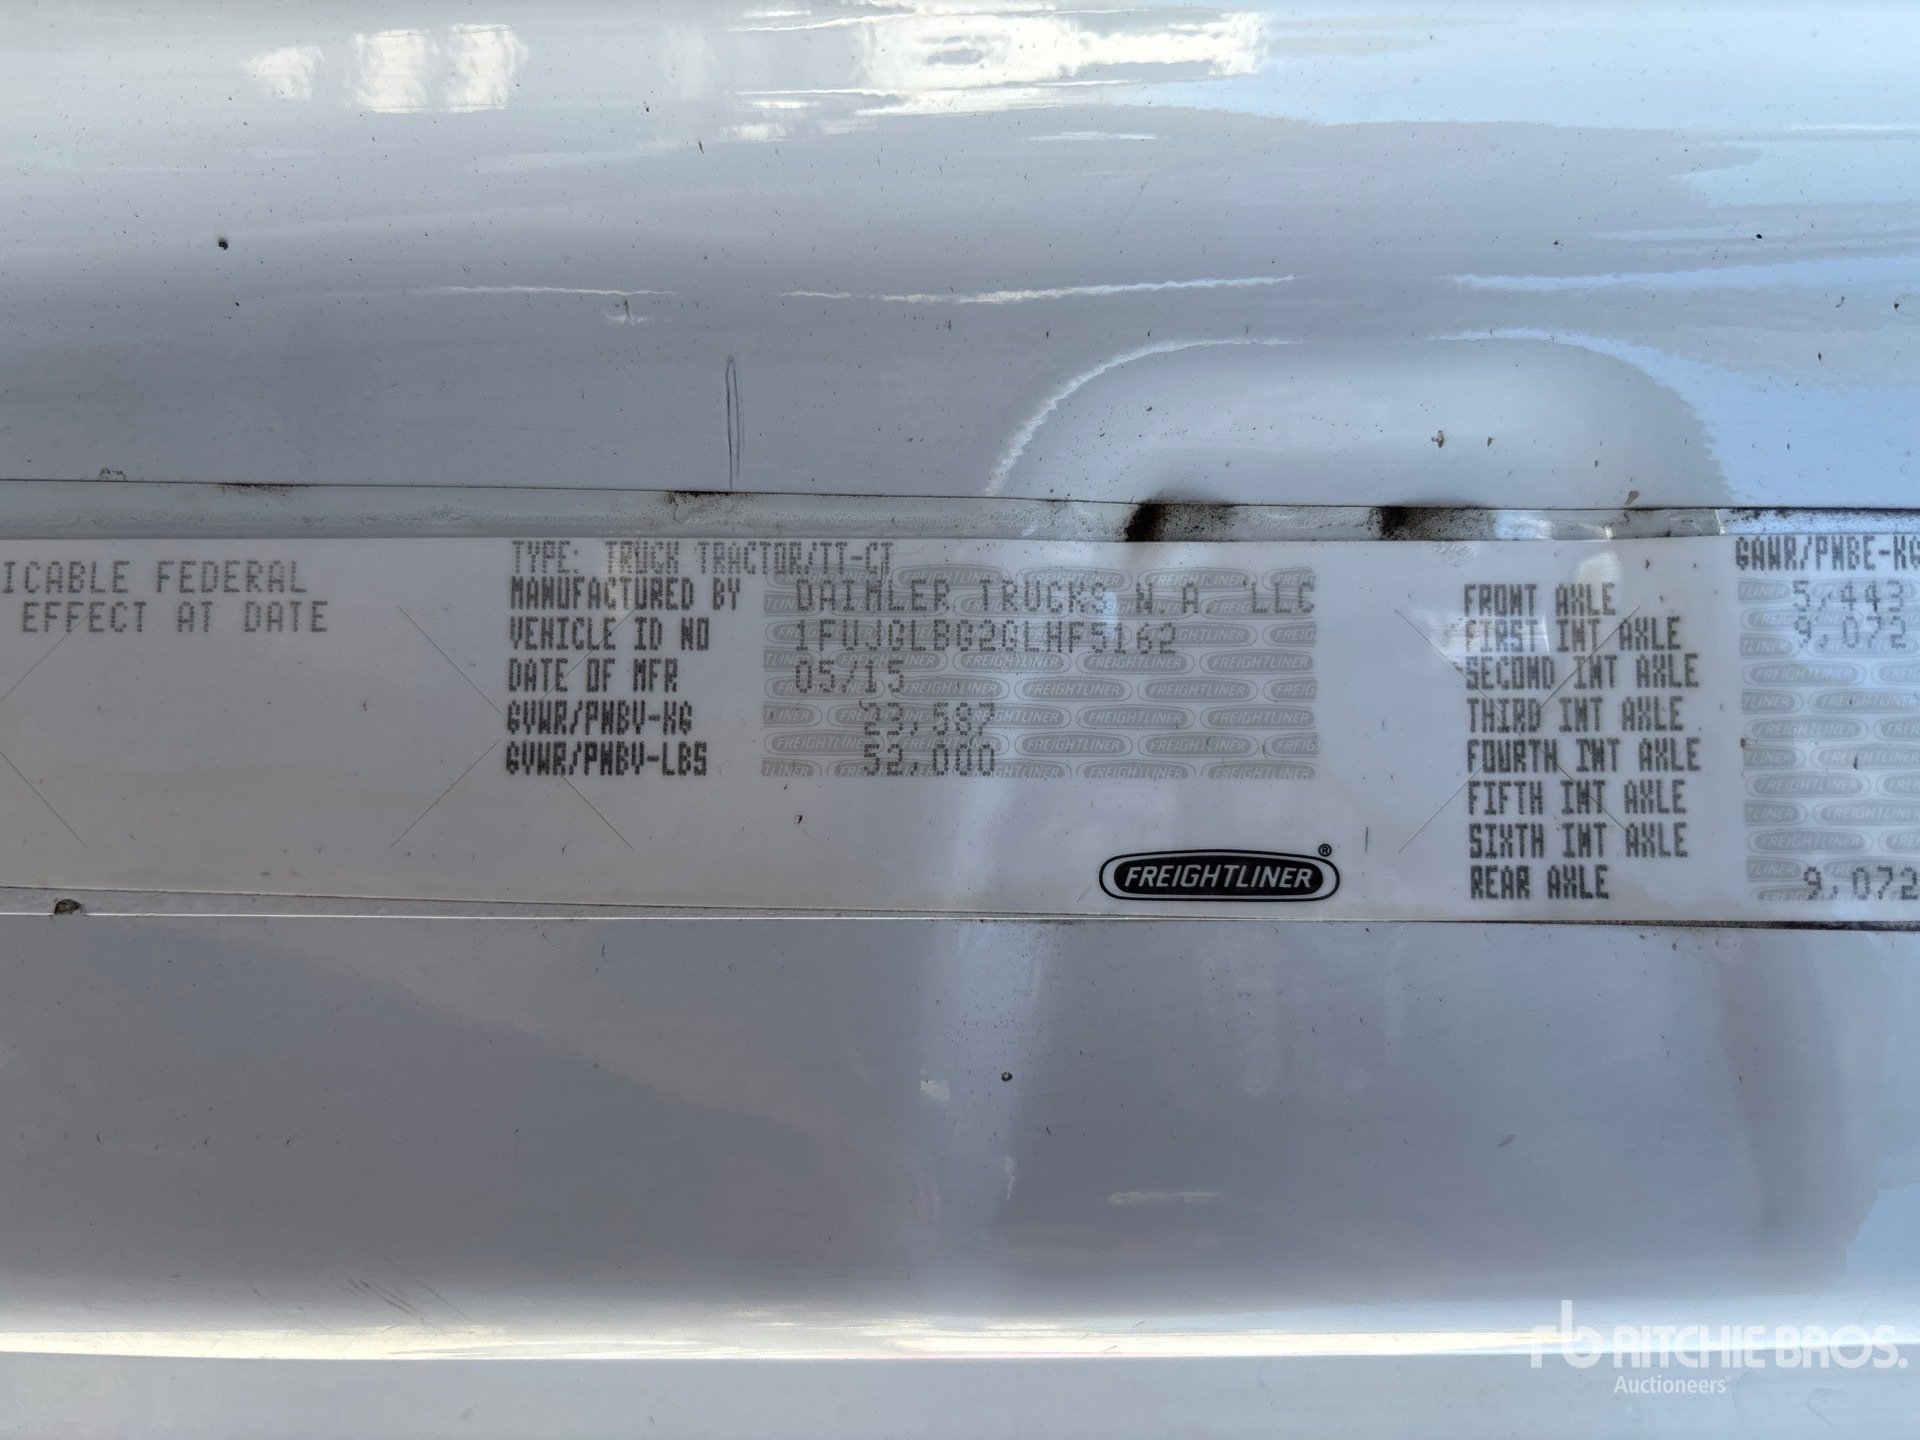 ICABLE FEDERAL
EFFECT AT DATE
TYPE: TRUCK TRACTOR/TT-CT
MANUFACTURED BY DAIMLER TRUCKS N.A. LLC
VEHICLE ID NO 1FUJGLBG2GLHF5162
DATE OF MFR 05/15
GVWR/PNBV-KG 23,587
GVWR/PNBV-LBS 52,000
FREIGHTLINER®
GAWR/PNBE-KG
FRONT AXLE 5,443
FIRST INT AXLE 9,072
SECOND INT AXLE
THIRD INT AXLE
FOURTH INT AXLE
FIFTH INT AXLE
SIXTH INT AXLE
REAR AXLE 9,072
rb RITCHIE BROS.
Auctioneers